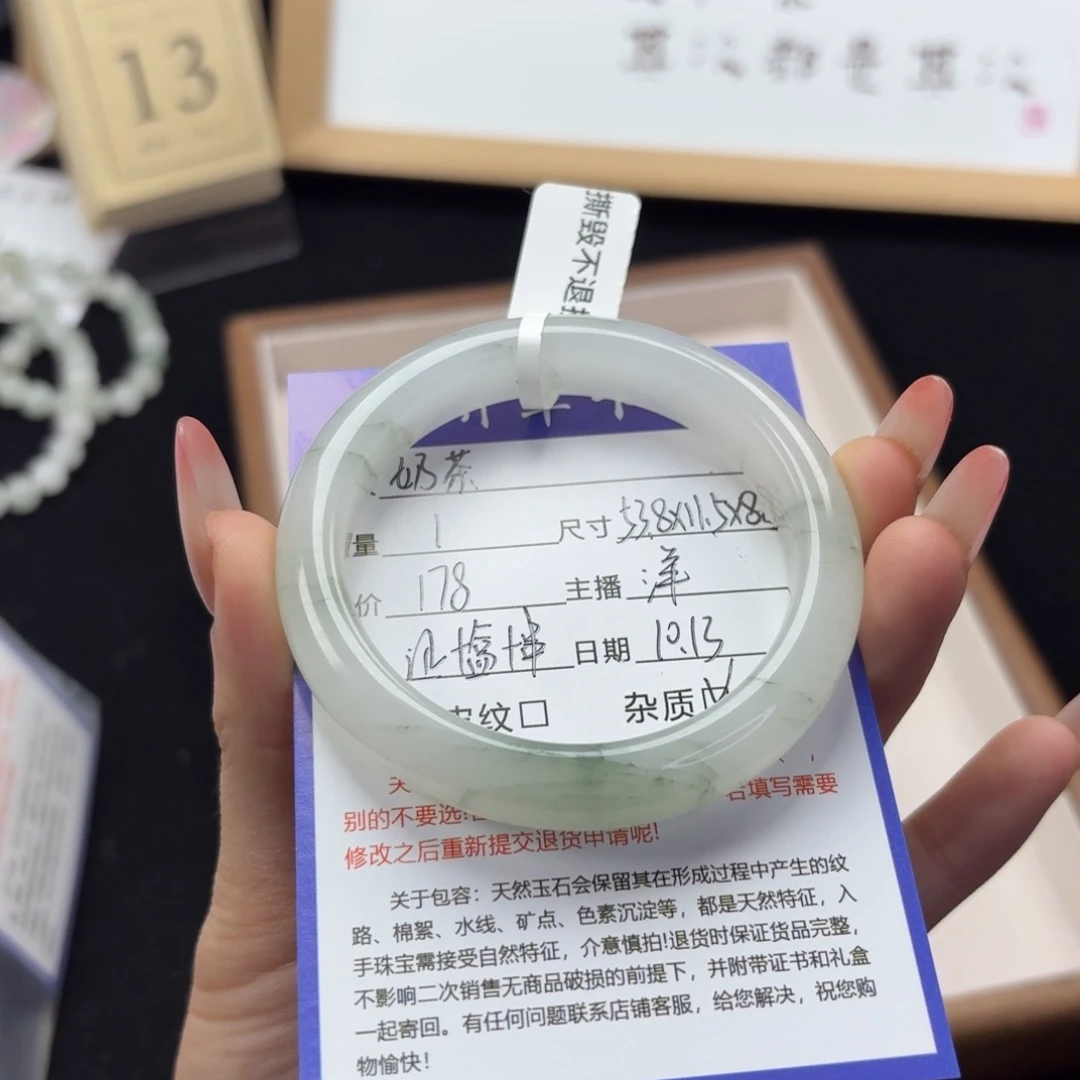 13
撕毁不退
奶茶
量 1 尺寸 53.8X11.5X8
价 178 主播 洋
日期 10.13
纹口 杂质
关
别的不要选! 若填写需要
修改之后重新提交退货申请呢!
关于包容：天然玉石会保留其在形成过程中产生的纹
路、棉絮、水线、矿点、色素沉淀等，都是天然特征，入
手珠宝需接受自然特征，介意慎拍!退货时保证货品完整，
不影响二次销售无商品破损的前提下，并附带证书和礼盒
一起寄回。有任何问题联系店铺客服，给您解决，祝您购
物愉快！